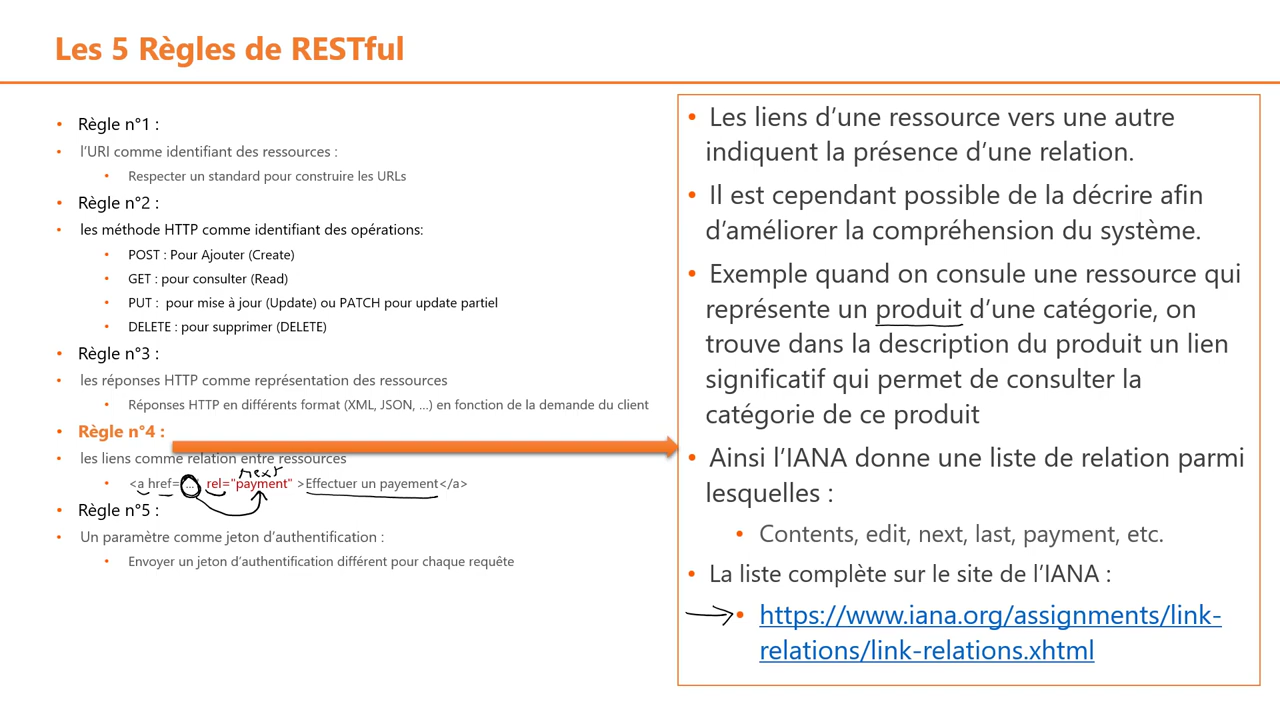 Les 5 Règles de RESTful
• Règle n°1 :
• l'URI comme identifiant des ressources :
• Respecter un standard pour construire les URLs
• Règle n°2 :
• les méthode HTTP comme identifiant des opérations:
• POST : Pour Ajouter (Create)
• GET : pour consulter (Read)
• PUT : pour mise à jour (Update) ou PATCH pour update partiel
• DELETE : pour supprimer (DELETE)
• Règle n°3 :
• les réponses HTTP comme représentation des ressources
• Réponses HTTP en différents format (XML, JSON, ...) en fonction de la demande du client
• Règle n°4 :
• les liens comme relation entre ressources
next
• <a href="..." rel="payment" >Effectuer un payement</a>
• Règle n°5 :
• Un paramètre comme jeton d'authentification :
• Envoyer un jeton d'authentification différent pour chaque requête
• Les liens d'une ressource vers une autre
indiquent la présence d'une relation.
• Il est cependant possible de la décrire afin
d'améliorer la compréhension du système.
• Exemple quand on consule une ressource qui
représente un produit d'une catégorie, on
trouve dans la description du produit un lien
significatif qui permet de consulter la
catégorie de ce produit
• Ainsi l'IANA donne une liste de relation parmi
lesquelles :
• Contents, edit, next, last, payment, etc.
• La liste complète sur le site de l'IANA :
• https://www.iana.org/assignments/link-
relations/link-relations.xhtml